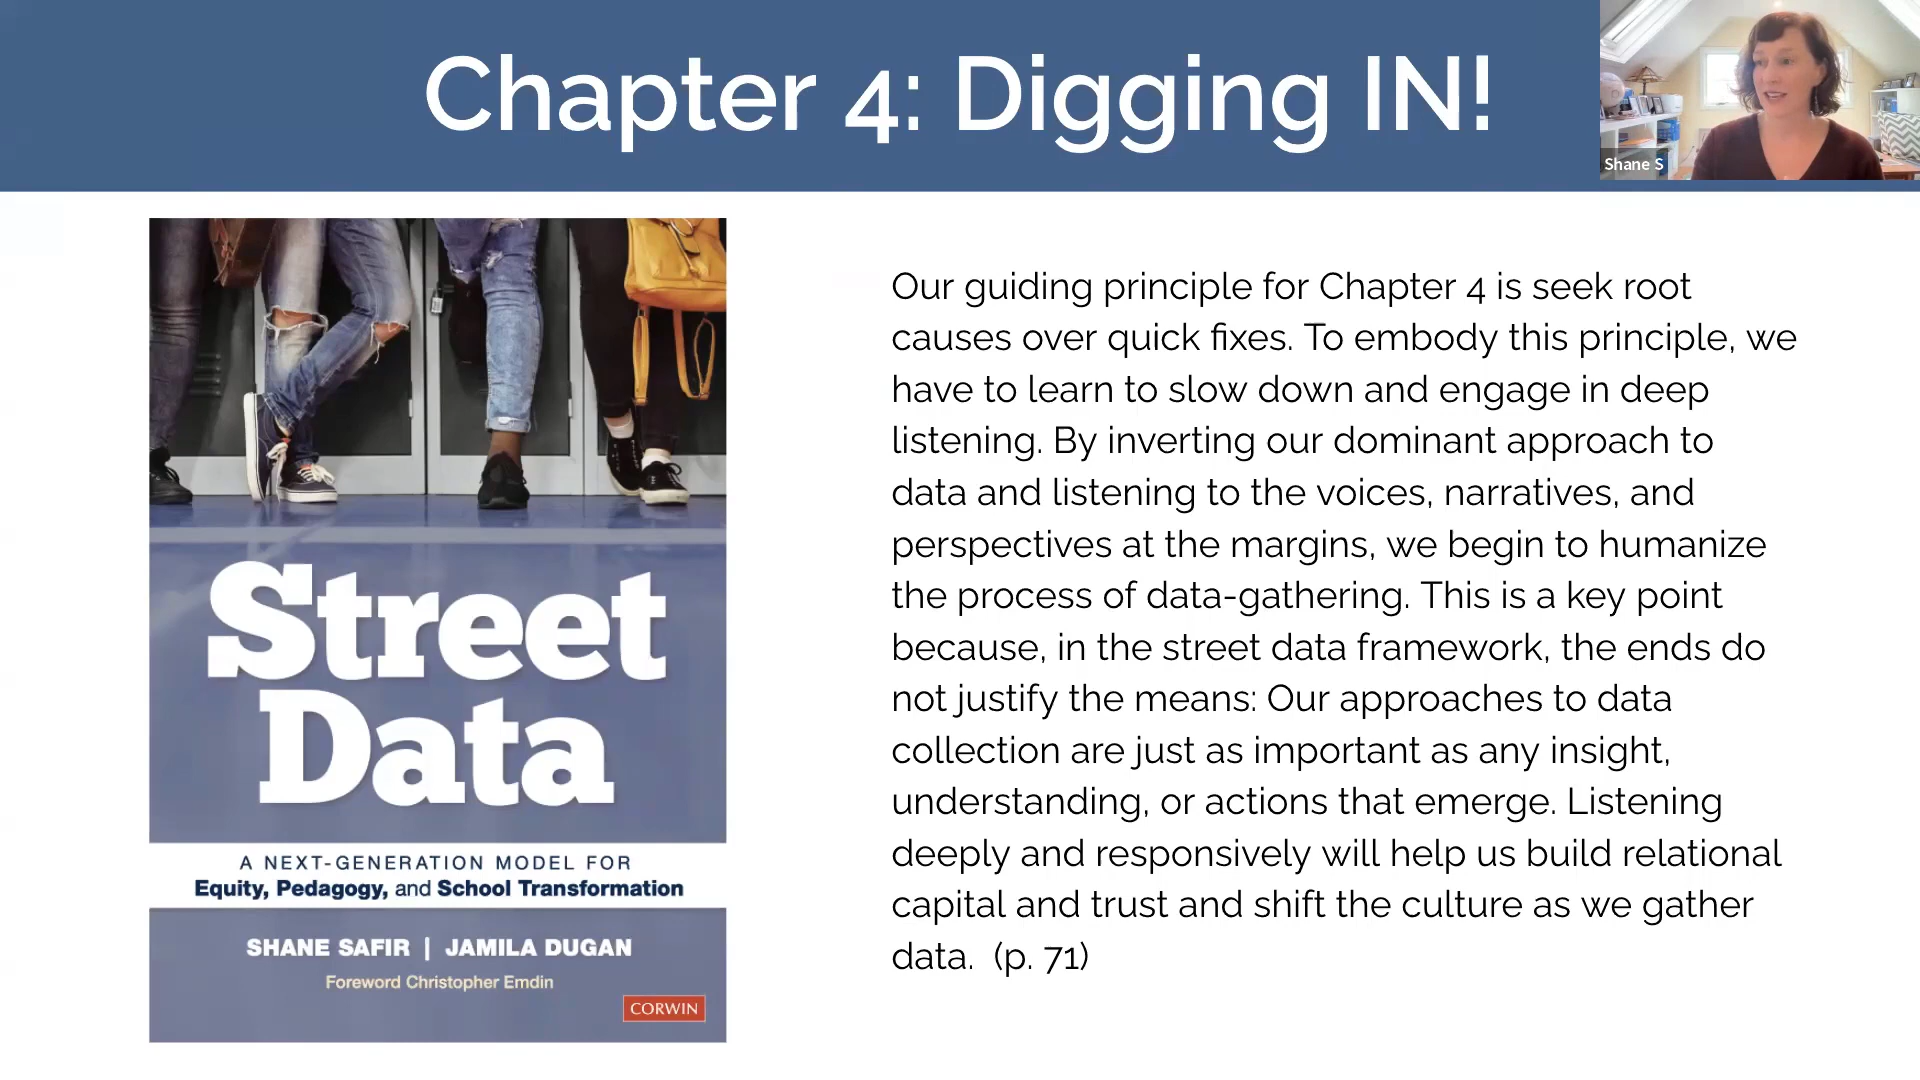 Chapter 4: Digging IN!
Shane S
Street
Data
A NEXT-GENERATION MODEL FOR
Equity, Pedagogy, and School Transformation
SHANE SAFIR | JAMILA DUGAN
Foreword Christopher Emdin
CORWIN
Our guiding principle for Chapter 4 is seek root
causes over quick fixes. To embody this principle, we
have to learn to slow down and engage in deep
listening. By inverting our dominant approach to
data and listening to the voices, narratives, and
perspectives at the margins, we begin to humanize
the process of data-gathering. This is a key point
because, in the street data framework, the ends do
not justify the means: Our approaches to data
collection are just as important as any insight,
understanding, or actions that emerge. Listening
deeply and responsively will help us build relational
capital and trust and shift the culture as we gather
data. (p. 71)